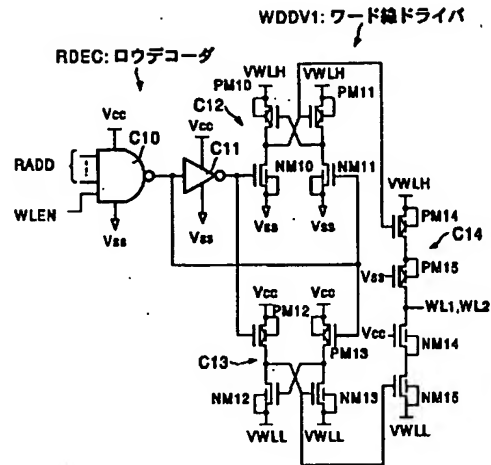 WDDV1: ワード線ドライバ
RDEC: ロウデコーダ
VWLH VWLH
PM10 PM11
C12
Vcc C10
Vcc C11
RADD
WLEN
NM10 NM11
Vss Vss
Vss Vss
VWLH
PM14
C14
PM15
Vss
WL1,WL2
Vcc
NM14
NM15
VWLL
Vcc Vcc
PM12
PM13
C13
NM12 NM13
VWLL VWLL